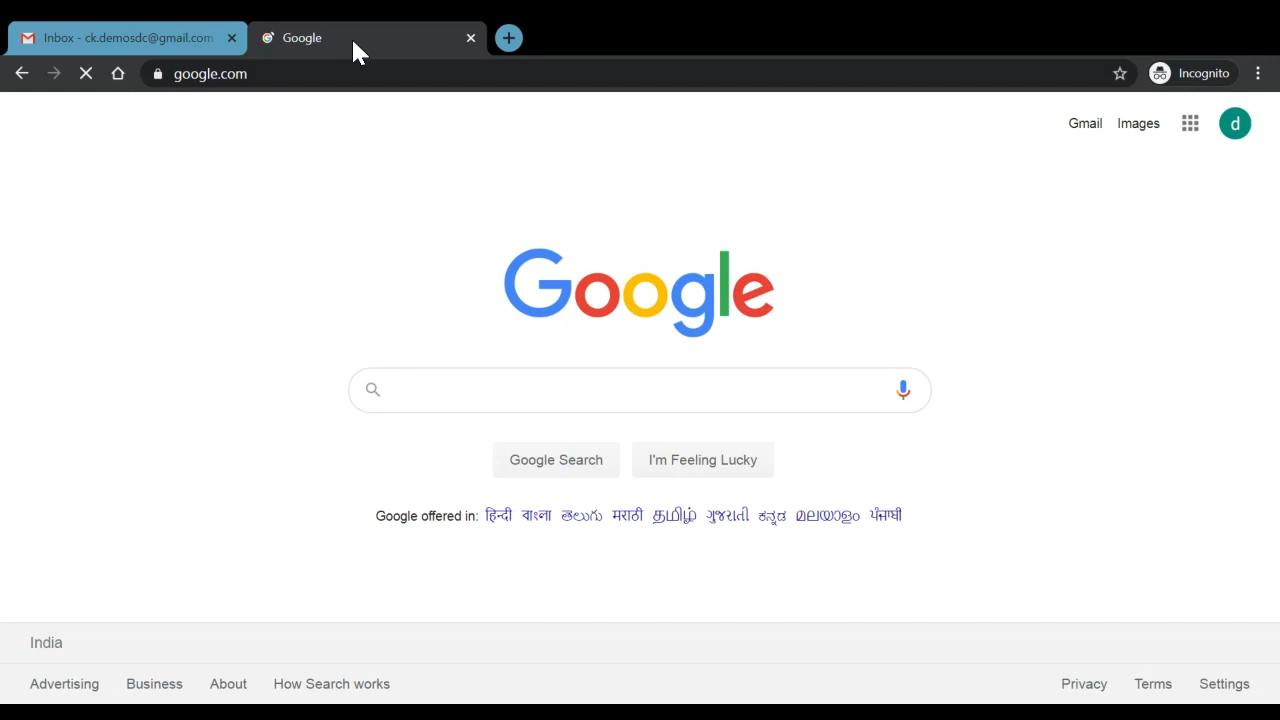 Inbox - ck.demosdc@gmail.com
Google
google.com
Incognito
Gmail Images d
Google
Google Search I'm Feeling Lucky
Google offered in: हिन्दी বাংলা తెలుగు मराठी தமிழ் ગુજરાતી ಕನ್ನಡ മലയാളം ਪੰਜਾਬੀ
India
Advertising Business About How Search works Privacy Terms Settings